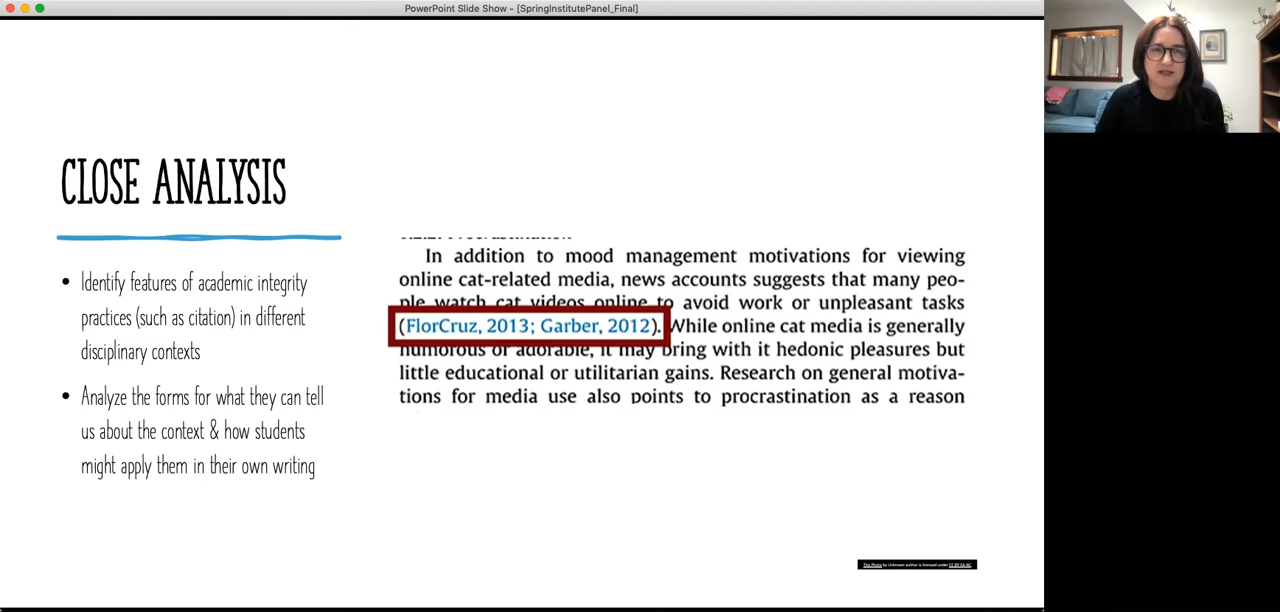 PowerPoint Slide Show - [SpringInstitutePanel_Final]
CLOSE ANALYSIS
• Identify features of academic integrity
practices (such as citation) in different
disciplinary contexts
• Analyze the forms for what they can tell
us about the context & how students
might apply them in their own writing
In addition to mood management motivations for viewing
online cat-related media, news accounts suggests that many peo-
ple watch cat videos online to avoid work or unpleasant tasks
(FlorCruz, 2013; Garber, 2012). While online cat media is generally
humorous or adorable, it may bring with it hedonic pleasures but
little educational or utilitarian gains. Research on general motiva-
tions for media use also points to procrastination as a reason
This Photo by Unknown author is licensed under CC BY-SA-NC.